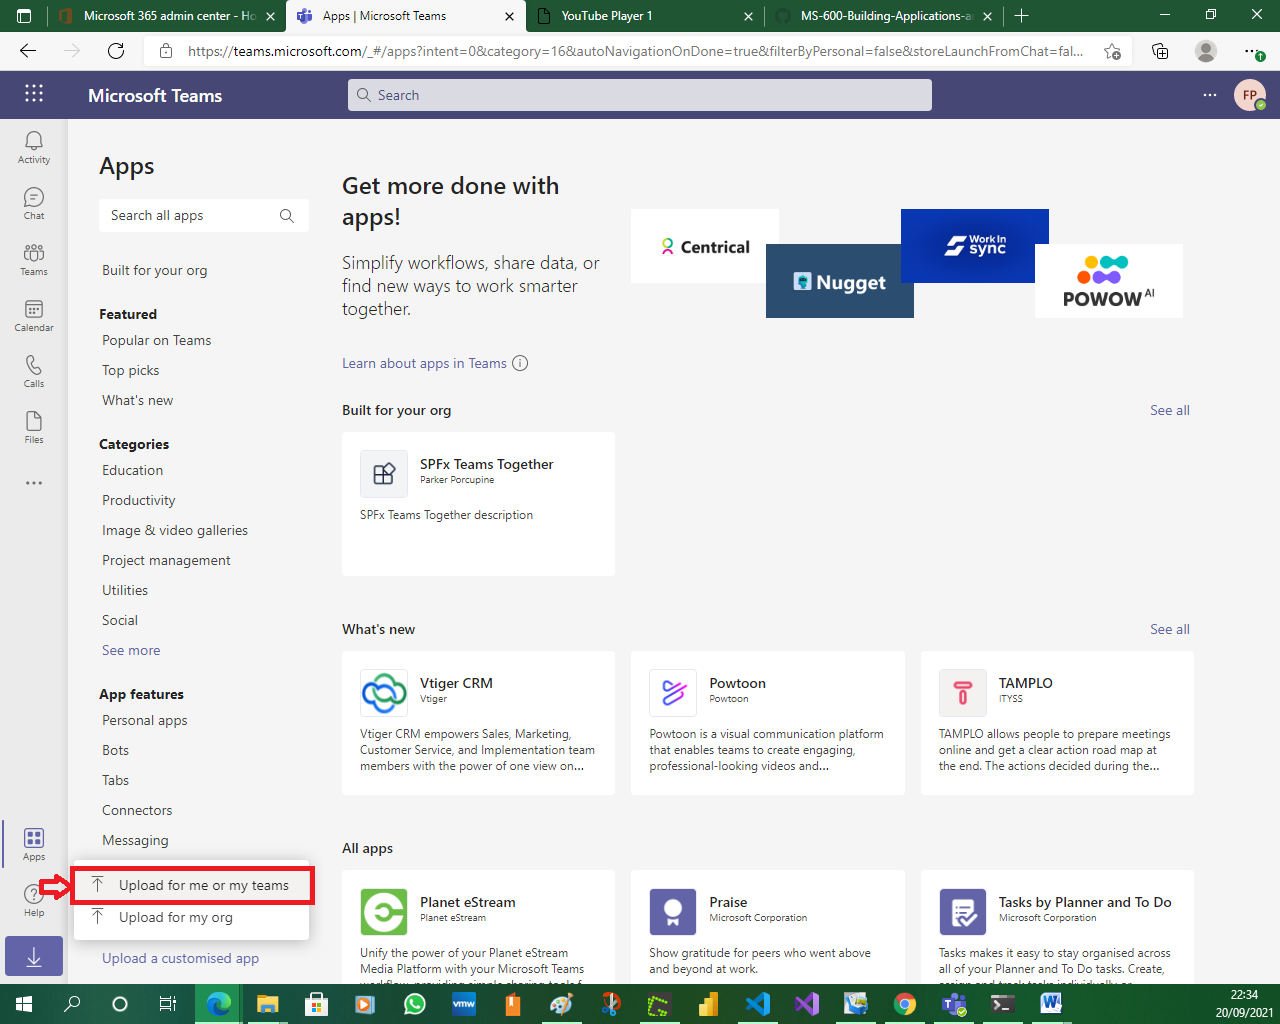 Microsoft 365 admin center - Ho
Apps | Microsoft Teams
YouTube Player 1
MS-600-Building-Applications-a
https://teams.microsoft.com/_#/apps?intent=0&category=16&autoNavigationOnDone=true&filterByPersonal=false&storeLaunchFromChat=fal...
Microsoft Teams
Search
FP
Activity
Chat
Teams
Calendar
Calls
Files
Apps
Help
Apps
Search all apps
Built for your org
Featured
Popular on Teams
Top picks
What's new
Categories
Education
Productivity
Image & video galleries
Project management
Utilities
Social
See more
App features
Personal apps
Bots
Tabs
Connectors
Messaging
Upload for me or my teams
Upload for my org
Upload a customised app
Get more done with
apps!
Simplify workflows, share data, or
find new ways to work smarter
together.
Learn about apps in Teams
Centrical
Nugget
Work In
sync
POWOW AI
Built for your org
See all
SPFx Teams Together
Parker Porcupine
SPFx Teams Together description
What's new
See all
Vtiger CRM
Vtiger
Vtiger CRM empowers Sales, Marketing,
Customer Service, and Implementation team
members with the power of one view on...
Powtoon
Powtoon
Powtoon is a visual communication platform
that enables teams to create engaging,
professional-looking videos and...
TAMPLO
ITYSS
TAMPLO allows people to prepare meetings
online and get a clear action road map at
the end. The actions decided during the...
All apps
Planet eStream
Planet eStream
Unify the power of your Planet eStream
Media Platform with your Microsoft Teams
Praise
Microsoft Corporation
Show gratitude for peers who went above
and beyond at work.
Tasks by Planner and To Do
Microsoft Corporation
Tasks makes it easy to stay organised across
all of your Planner and To Do tasks. Create,
vmw
22:34
20/09/2021